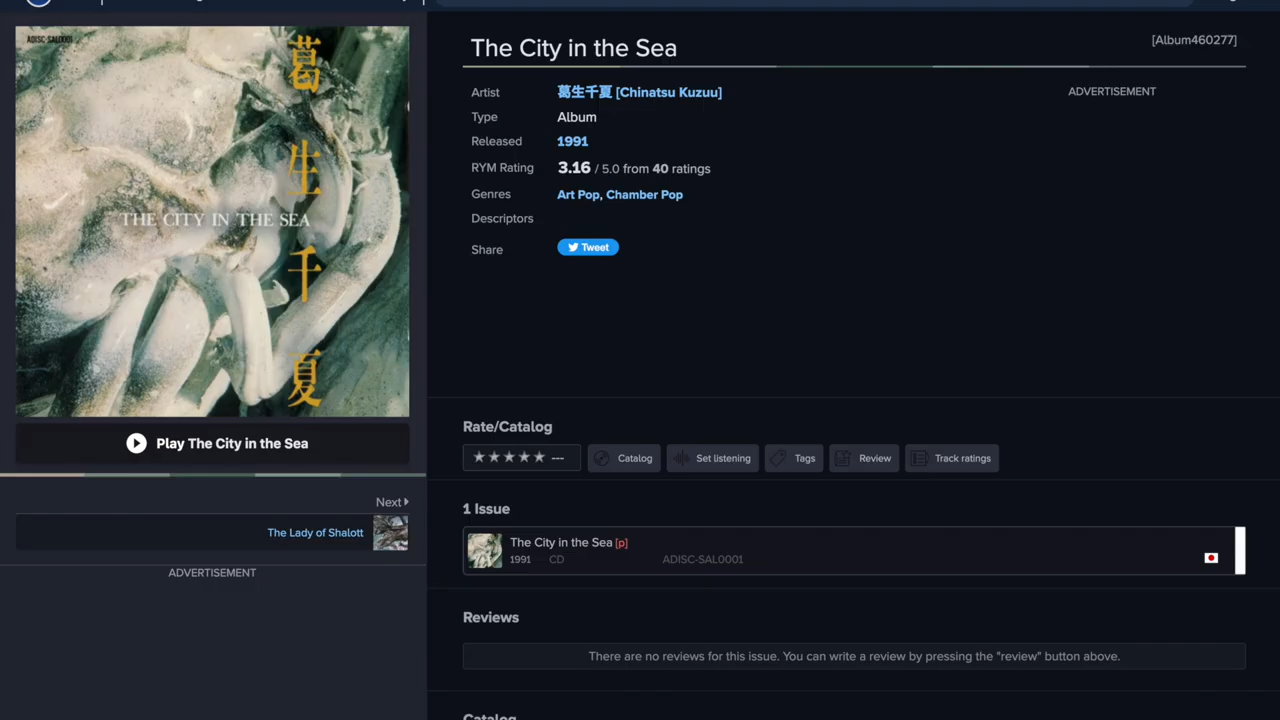 ADISC-SAL0001
葛生千夏
THE CITY IN THE SEA
Play The City in the Sea
Next
The Lady of Shalott
ADVERTISEMENT
The City in the Sea
[Album460277]
Artist 葛生千夏 [Chinatsu Kuzuu]
ADVERTISEMENT
Type Album
Released 1991
RYM Rating 3.16 / 5.0 from 40 ratings
Genres Art Pop, Chamber Pop
Descriptors
Share Tweet
Rate/Catalog
--- Catalog Set listening Tags Review Track ratings
1 Issue
The City in the Sea [p]
1991 CD ADISC-SAL0001
Reviews
There are no reviews for this issue. You can write a review by pressing the "review" button above.
Catalog